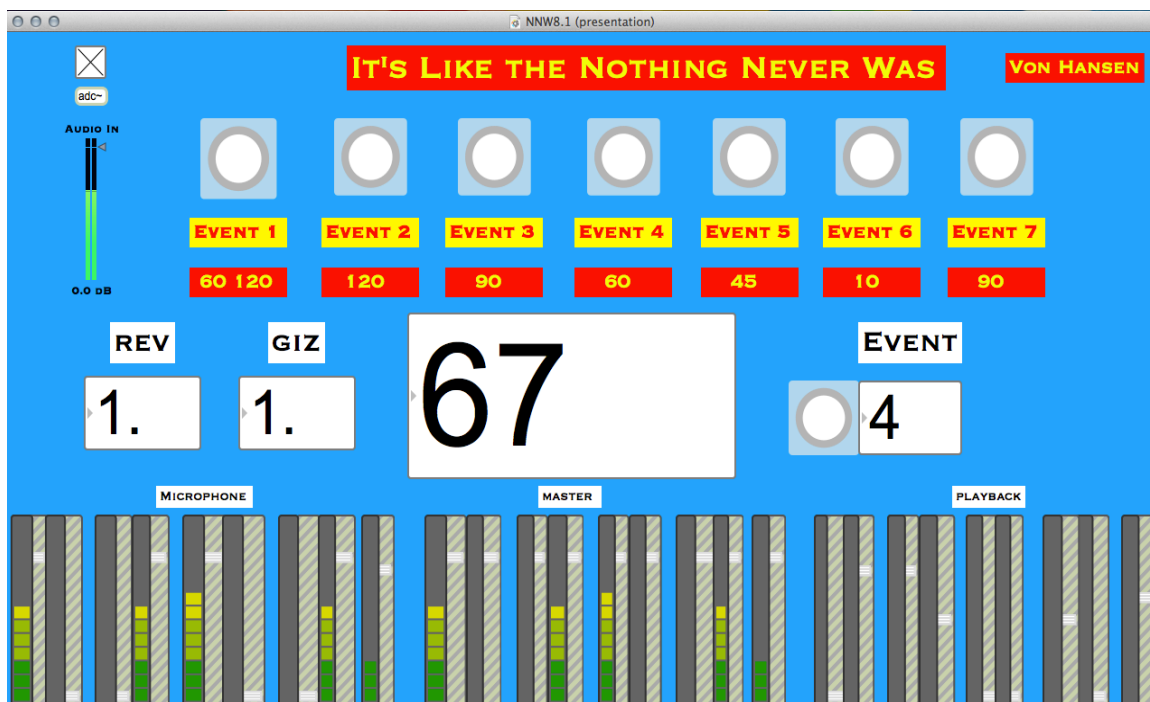 NNW8.1 (presentation)
It's Like the Nothing Never Was
Von Hansen
adc~
Audio In
0.0 dB
Event 1
Event 2
Event 3
Event 4
Event 5
Event 6
Event 7
60 120
120
90
60
45
10
90
REV
GIZ
Event
1.
1.
67
4
Microphone
MASTER
PLAYBACK